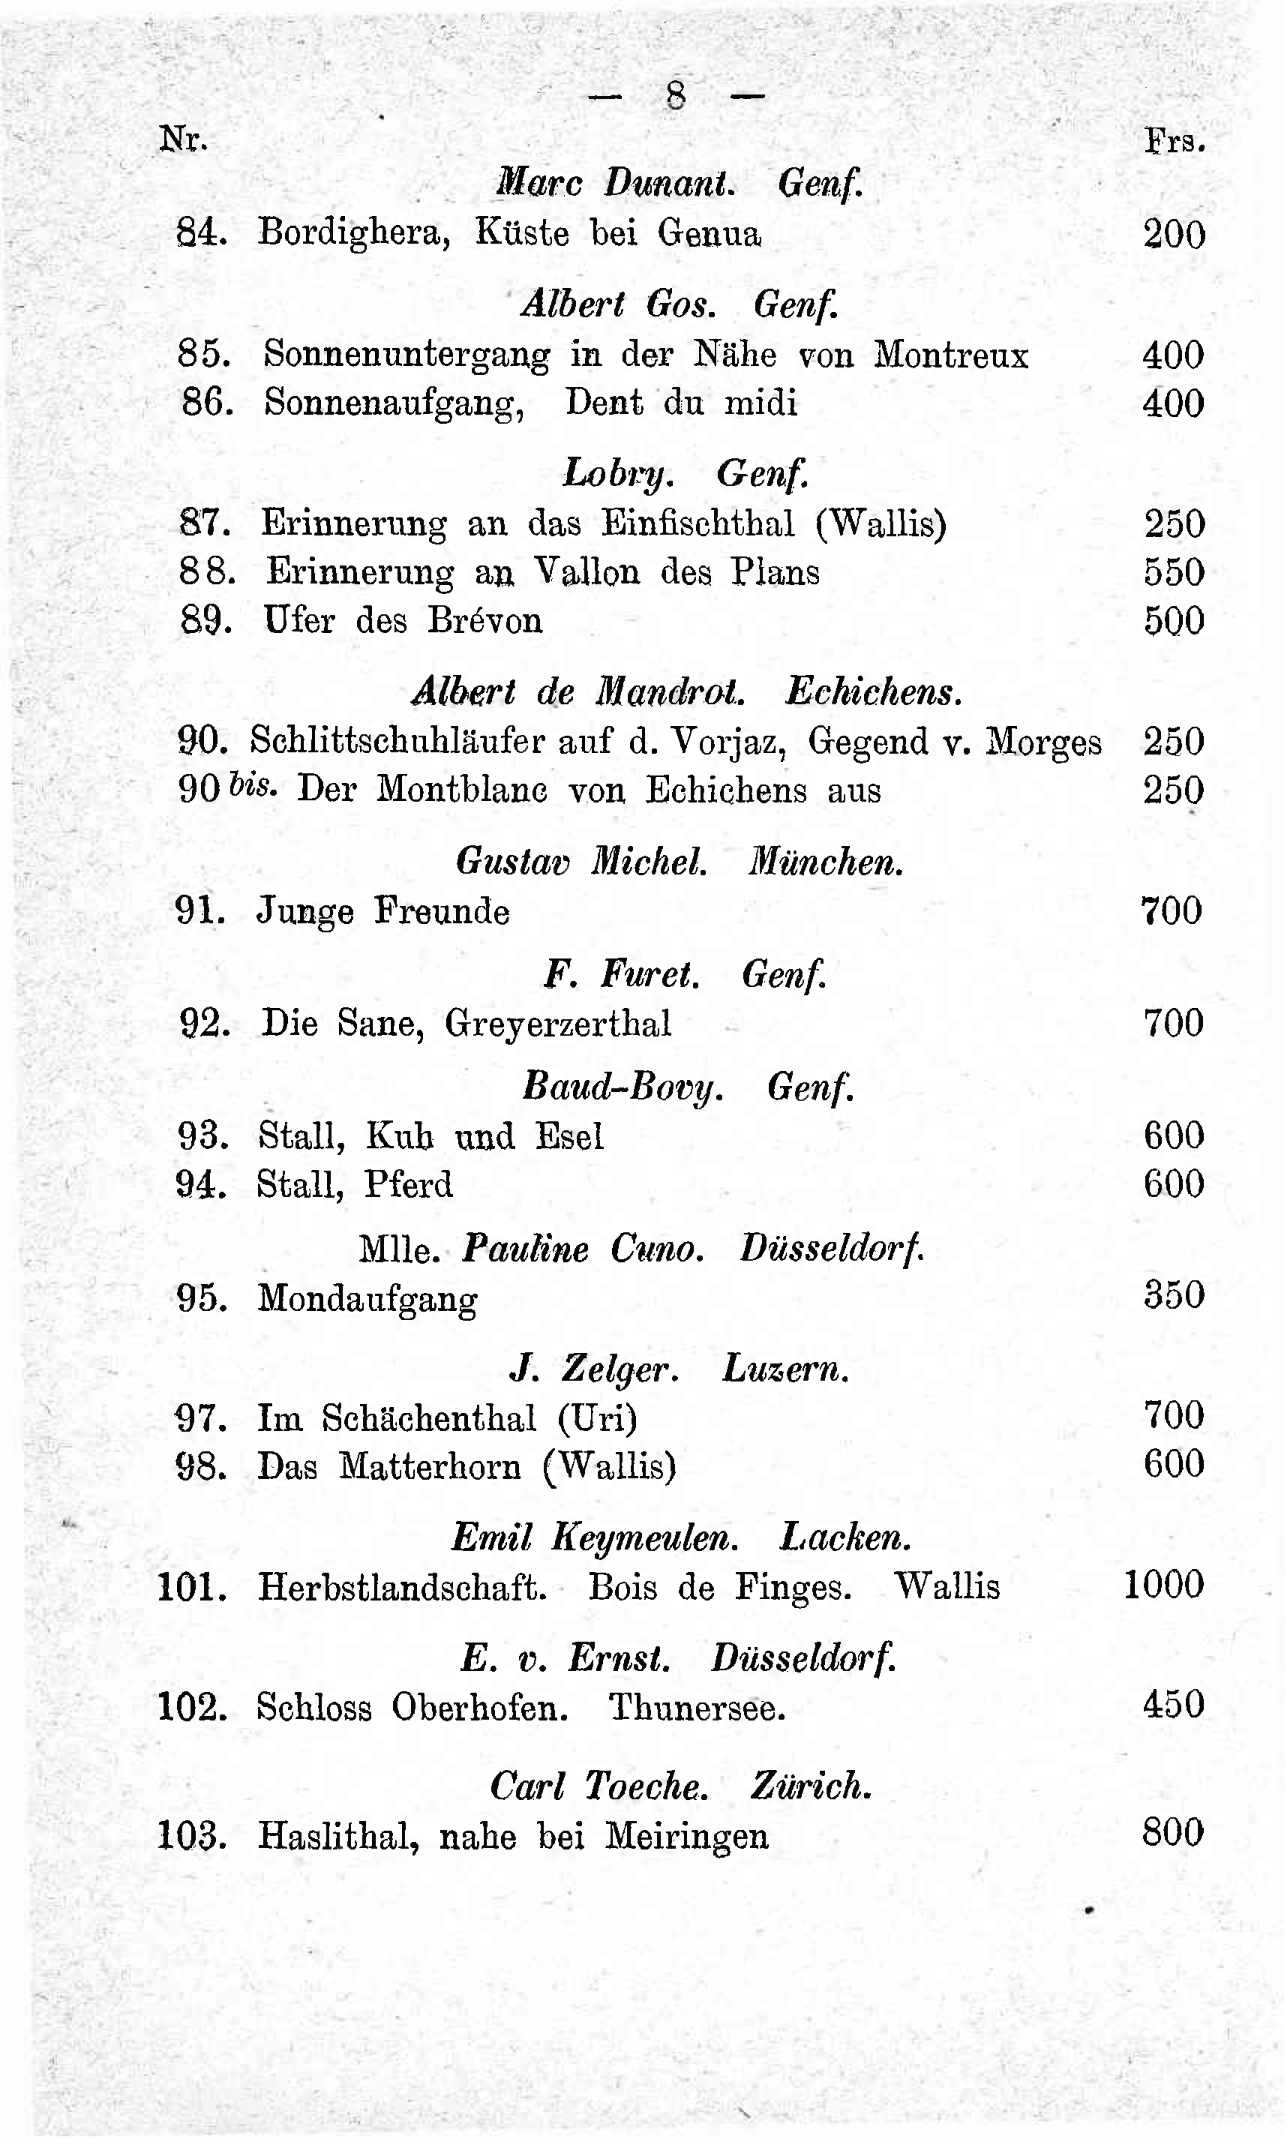 — 8 —
Nr. Frs.
Marc Dunant. Genf.
84. Bordighera, Küste bei Genua 200
Albert Gos. Genf.
85. Sonnenuntergang in der Nähe von Montreux 400
86. Sonnenaufgang, Dent du midi 400
Lobry. Genf.
87. Erinnerung an das Einfischthal (Wallis) 250
88. Erinnerung an Vallon des Plans 550
89. Ufer des Brévon 500
Albert de Mandrot. Echichens.
90. Schlittschuhläufer auf d. Vorjaz, Gegend v. Morges 250
90 bis. Der Montblanc von Echichens aus 250
Gustav Michel. München.
91. Junge Freunde 700
F. Furet. Genf.
92. Die Sane, Greyerzerthal 700
Baud-Bovy. Genf.
93. Stall, Kuh und Esel 600
94. Stall, Pferd 600
Mlle. Pauline Cuno. Düsseldorf.
95. Mondaufgang 350
J. Zelger. Luzern.
97. Im Schächenthal (Uri) 700
98. Das Matterhorn (Wallis) 600
Emil Keymeulen. Lacken.
101. Herbstlandschaft. Bois de Finges. Wallis 1000
E. v. Ernst. Düsseldorf.
102. Schloss Oberhofen. Thunersee. 450
Carl Toeche. Zürich.
103. Haslithal, nahe bei Meiringen 800